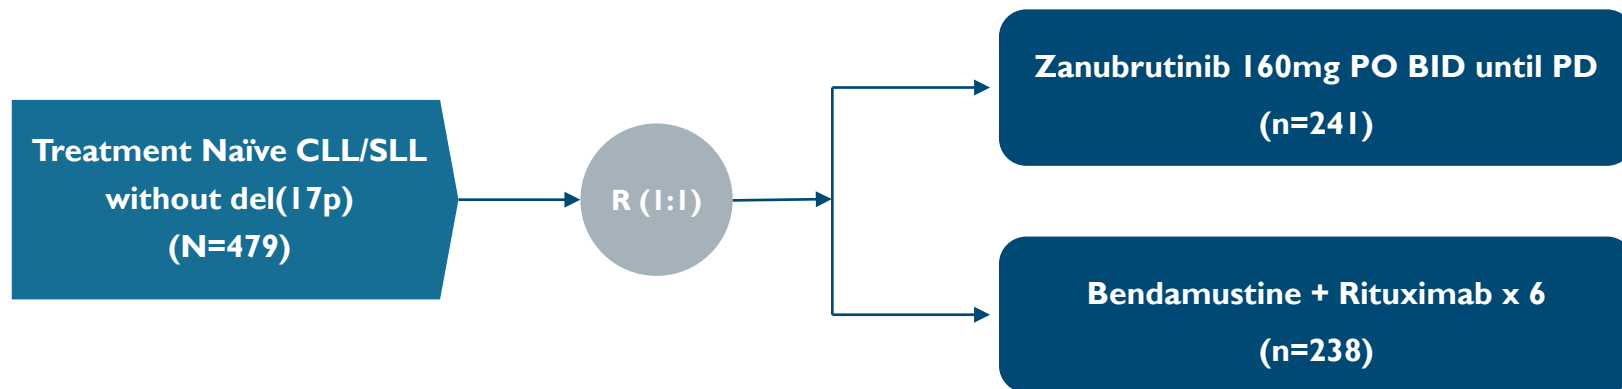 Treatment Naïve CLL/SLL
without del(17p)
(N=479)
R (1:1)
Zanubrutinib 160mg PO BID until PD
(n=241)
Bendamustine + Rituximab x 6
(n=238)